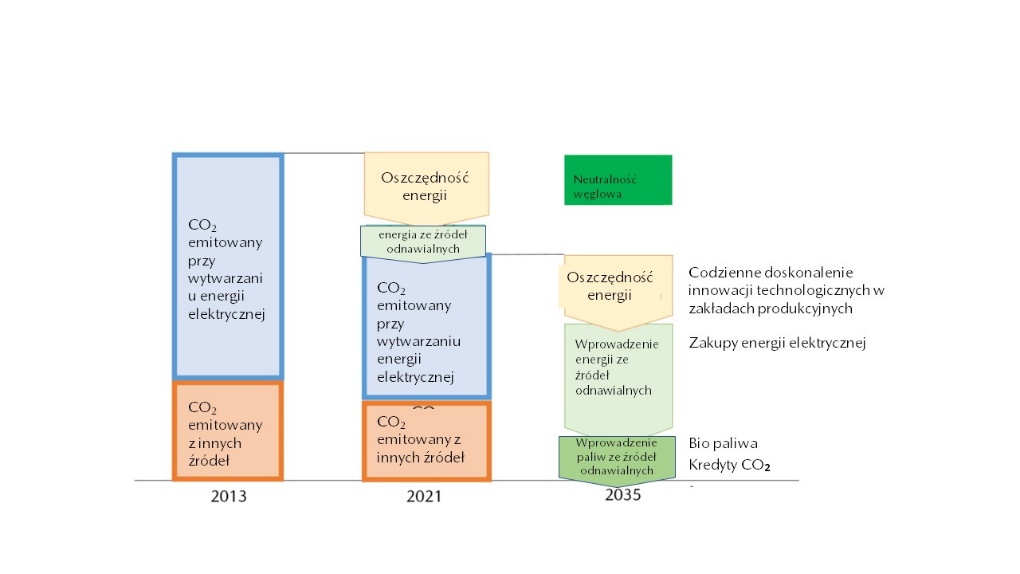 CO₂
emitowany
przy
wytwarzani
u energii
elektrycznej
CO₂
emitowany
z innych
źródeł
2013
Oszczędność
energii
energia ze źródeł
odnawialnych
CO₂
emitowany
przy
wytwarzaniu
energii
elektrycznej
CO₂
emitowany z
innych źródeł
2021
Neutralność
węglowa
Oszczędność
energii
Wprowadzenie
energii ze
źródeł
odnawialnych
Wprowadzenie
paliw ze źródeł
odnawialnych
2035
Codzienne doskonalenie
innowacji technologicznych w
zakładach produkcyjnych
Zakupy energii elektrycznej
Bio paliwa
Kredyty CO₂